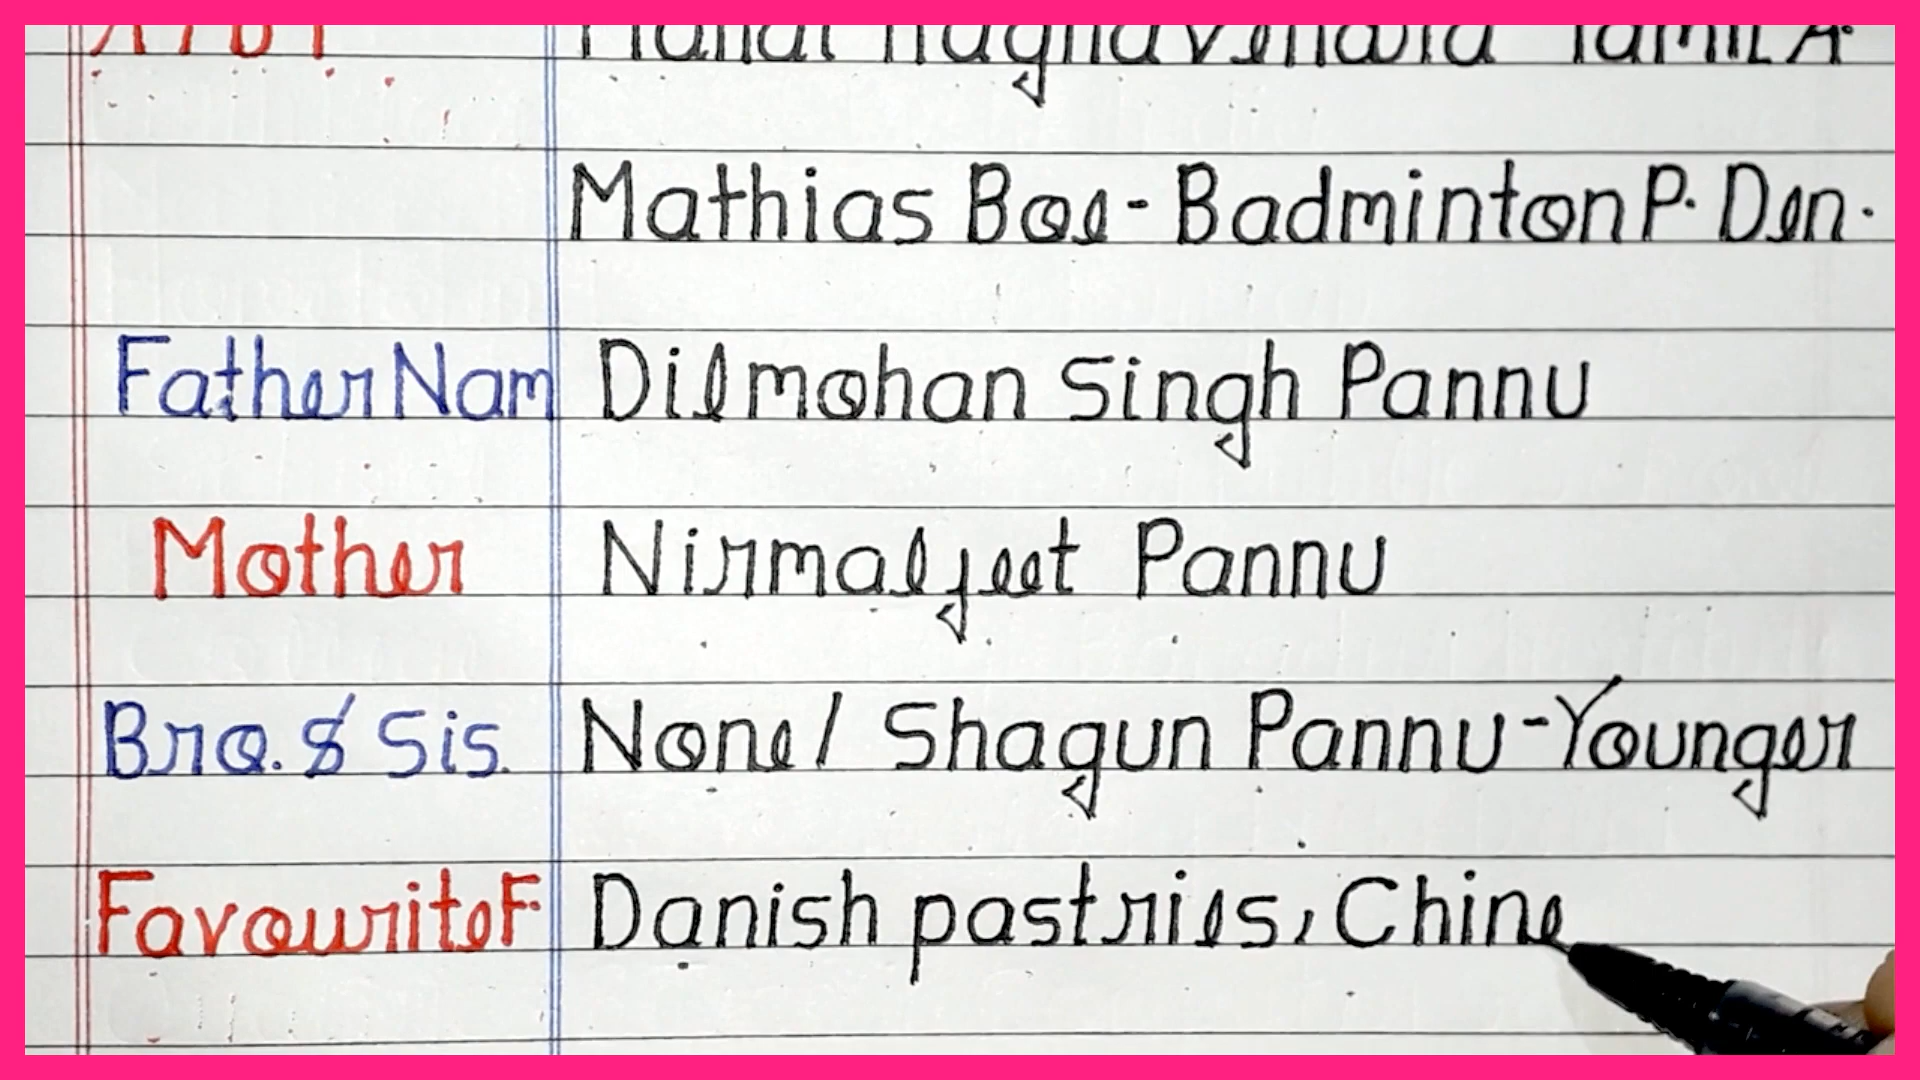 Mathias Boe - Badminton P. Den.
Father Nam Dilmohan Singh Pannu
Mother Nirmaljeet Pannu
Bro. & Sis. None / Shagun Pannu - Younger
Favourite F. Danish pastries, Chine